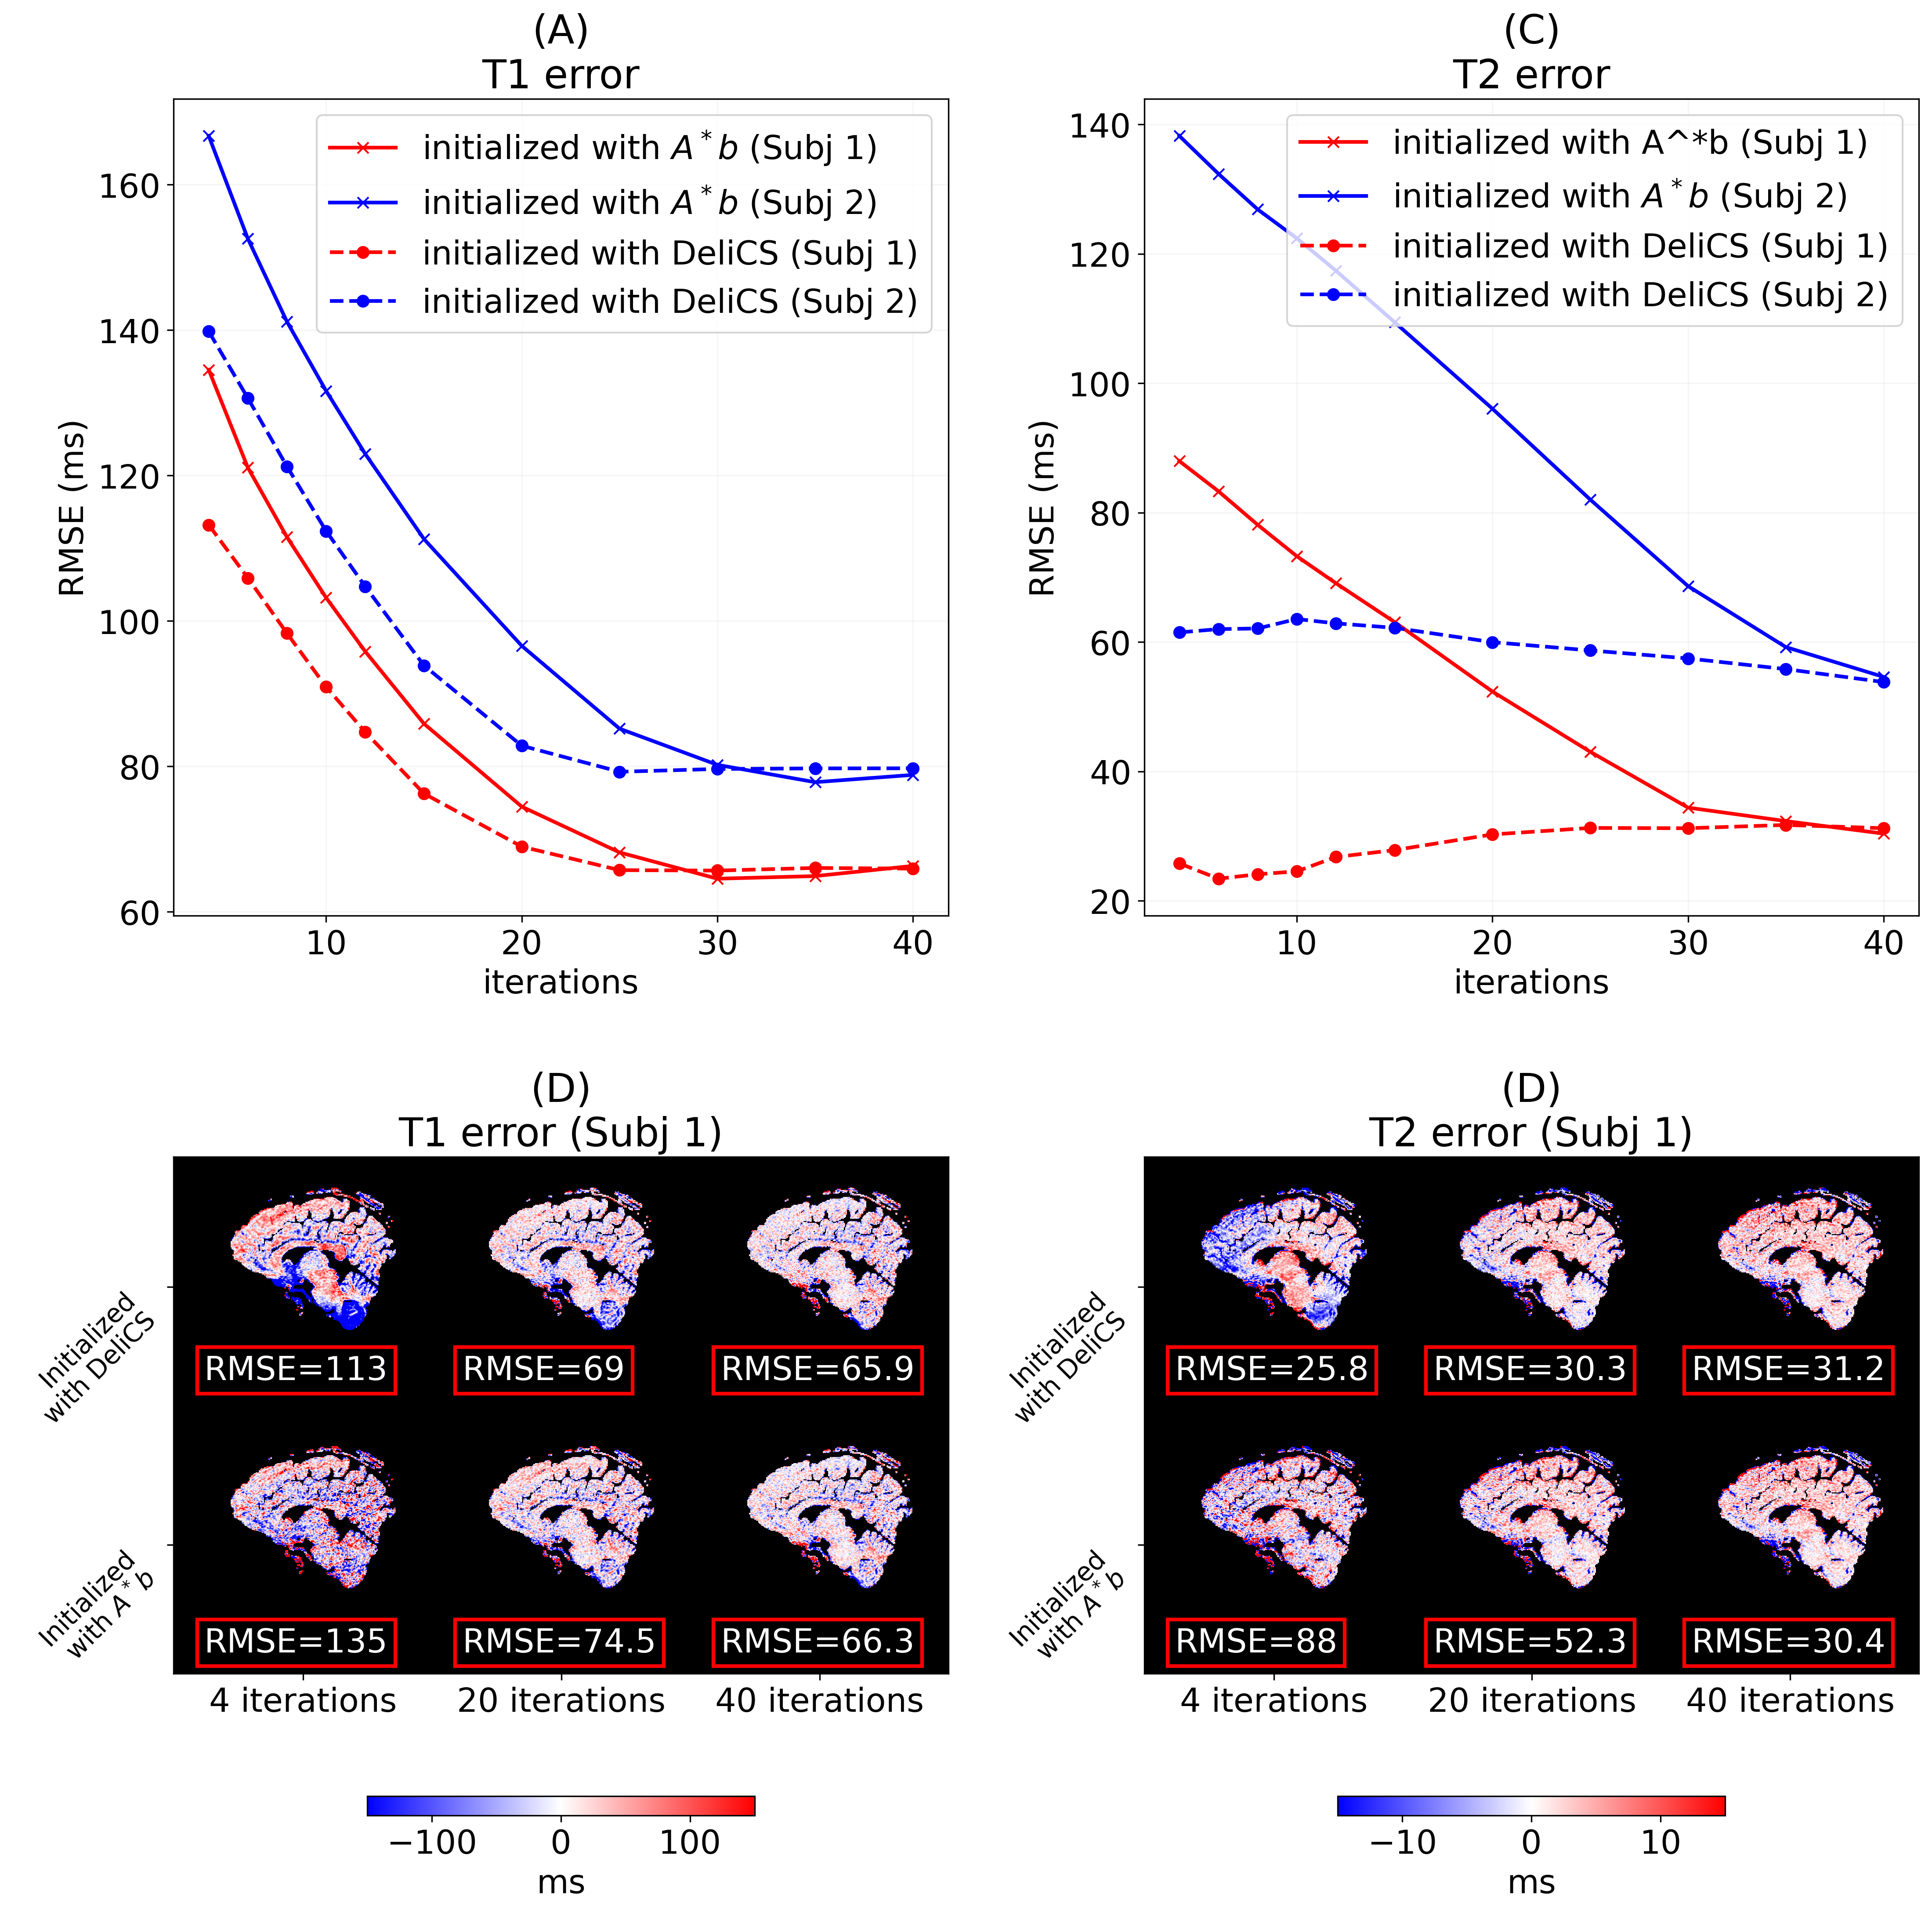 (A)
T1 error
RMSE (ms)
160
140
120
100
80
60
initialized with A*b (Subj 1)
initialized with A*b (Subj 2)
initialized with DeliCS (Subj 1)
initialized with DeliCS (Subj 2)
10 20 30 40
iterations
(C)
T2 error
RMSE (ms)
140
120
100
80
60
40
20
initialized with A^*b (Subj 1)
initialized with A*b (Subj 2)
initialized with DeliCS (Subj 1)
initialized with DeliCS (Subj 2)
10 20 30 40
iterations
(D)
T1 error (Subj 1)
Initialized
with DeliCS
RMSE=113 RMSE=69 RMSE=65.9
Initialized
with A*b
RMSE=135 RMSE=74.5 RMSE=66.3
4 iterations 20 iterations 40 iterations
−100 0 100
ms
(D)
T2 error (Subj 1)
Initialized
with DeliCS
RMSE=25.8 RMSE=30.3 RMSE=31.2
Initialized
with A*b
RMSE=88 RMSE=52.3 RMSE=30.4
4 iterations 20 iterations 40 iterations
−10 0 10
ms